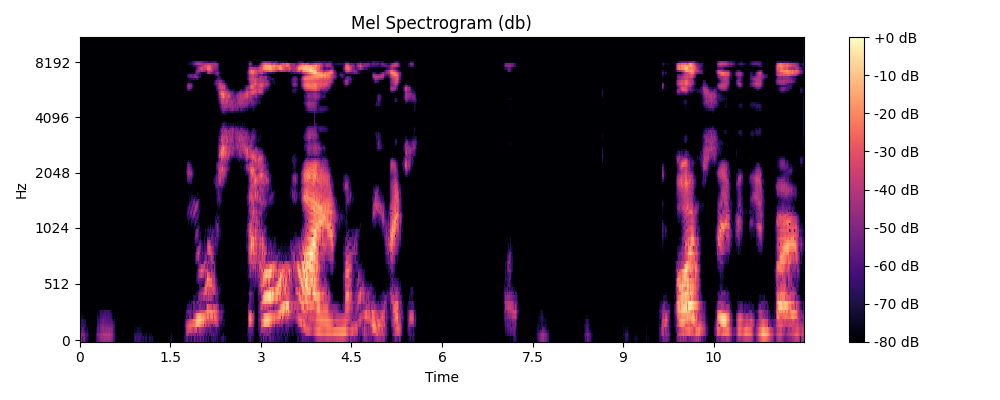 Mel Spectrogram (db)
8192
4096
2048
1024
512
0
Hz
0 1.5 3 4.5 6 7.5 9 10
Time
+0 dB
-10 dB
-20 dB
-30 dB
-40 dB
-50 dB
-60 dB
-70 dB
-80 dB